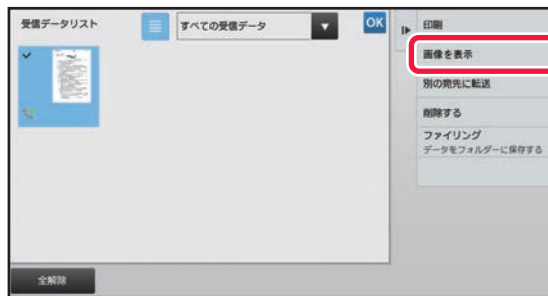 受信データリスト
すべての受信データ
OK
印刷
画像を表示
別の宛先に転送
削除する
ファイリング
データをフォルダーに保存する
全解除